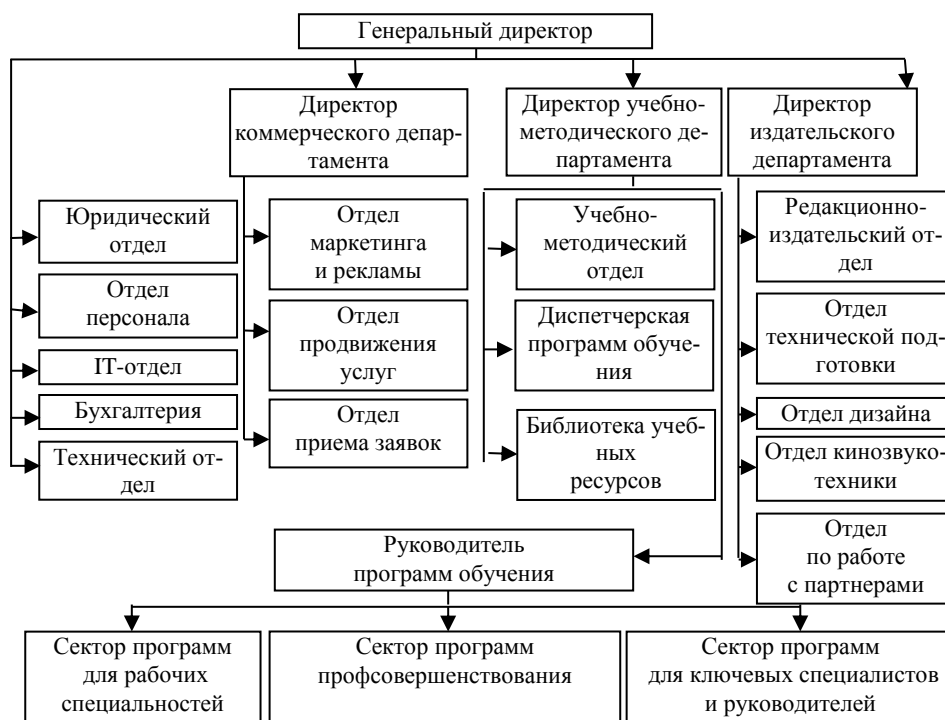 Генеральный директор
Директор
коммерческого депар-
тамента
Директор учебно-
методического де-
партамента
Директор
издательского
департамента
Юридический
отдел
Отдел
персонала
IT-отдел
Бухгалтерия
Технический от-
дел
Отдел
маркетинга
и рекламы
Отдел
продвижения
услуг
Отдел
приема заявок
Учебно-
методический
отдел
Диспетчерская
программ обуче-
ния
Библиотека учеб-
ных
ресурсов
Редакционно-
издательский от-
дел
Отдел
технической под-
готовки
Отдел дизайна
Отдел кинозвуко-
техники
Отдел
по работе
с партнерами
Руководитель
программ обучения
Сектор программ
для рабочих
специальностей
Сектор программ
профсовершенствования
Сектор программ
для ключевых специалистов
и руководителей